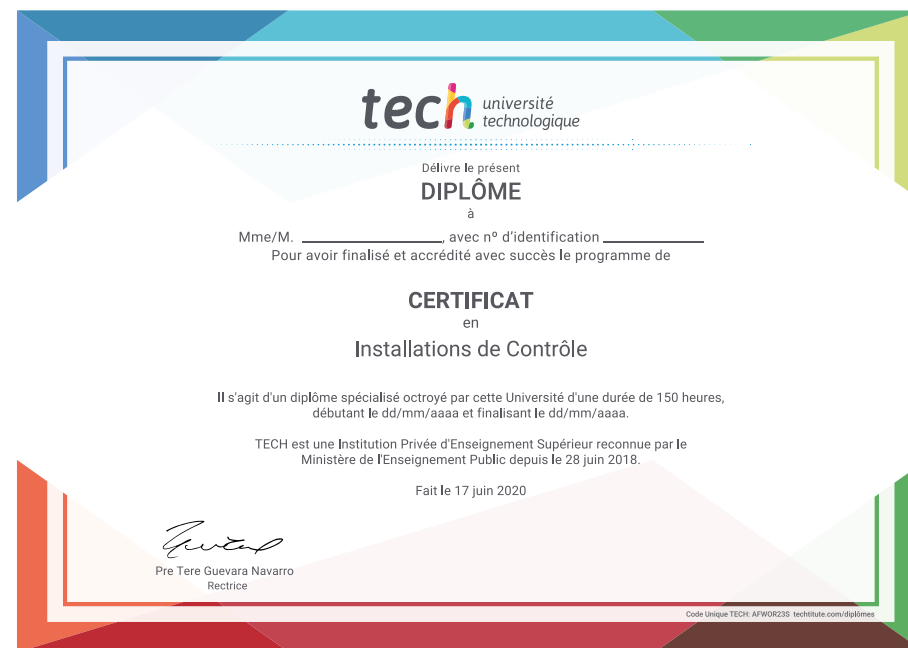 tech université
technologique
Délivre le présent
DIPLÔME
à
Mme/M. ____________________, avec nº d'identification ______________
Pour avoir finalisé et accrédité avec succès le programme de
CERTIFICAT
en
Installations de Contrôle
Il s'agit d'un diplôme spécialisé octroyé par cette Université d'une durée de 150 heures,
débutant le dd/mm/aaaa et finalisant le dd/mm/aaaa.
TECH est une Institution Privée d'Enseignement Supérieur reconnue par le
Ministère de l'Enseignement Public depuis le 28 juin 2018.
Fait le 17 juin 2020
Pre Tere Guevara Navarro
Rectrice
Code Unique TECH: AFWOR23S techtitute.com/diplômes